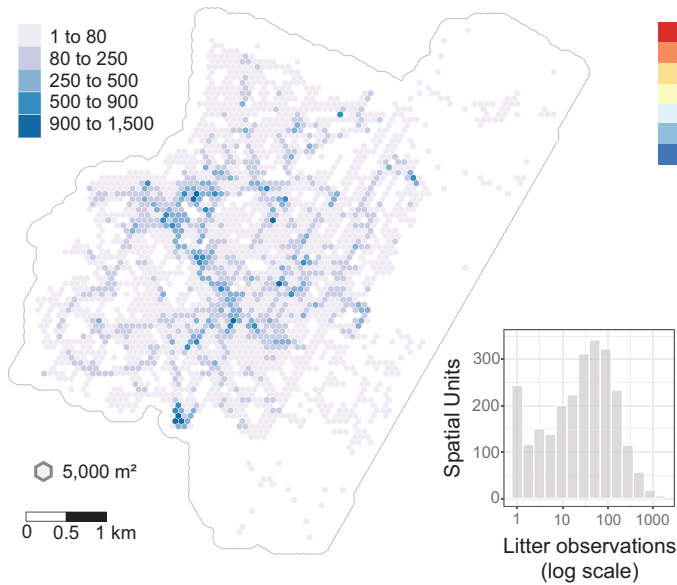 1 to 80
80 to 250
250 to 500
500 to 900
900 to 1,500
5,000 m²
0 0.5 1 km
300
200
100
0
Spatial Units
1 10 100 1000
Litter observations
(log scale)